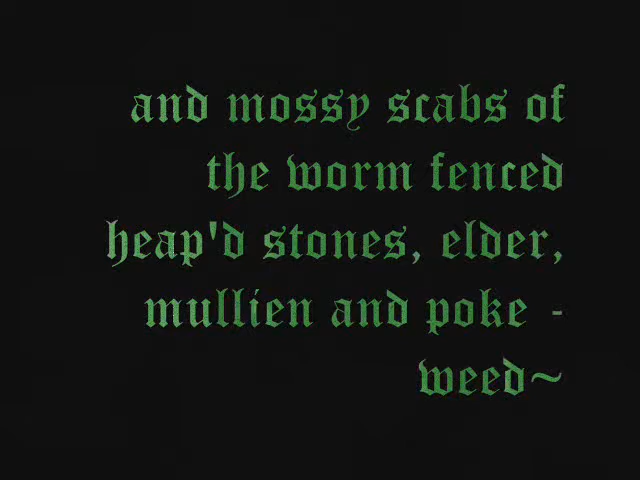 and mossy scabs of
the worm fenced
heap'd stones, elder,
mullien and poke -
weed~